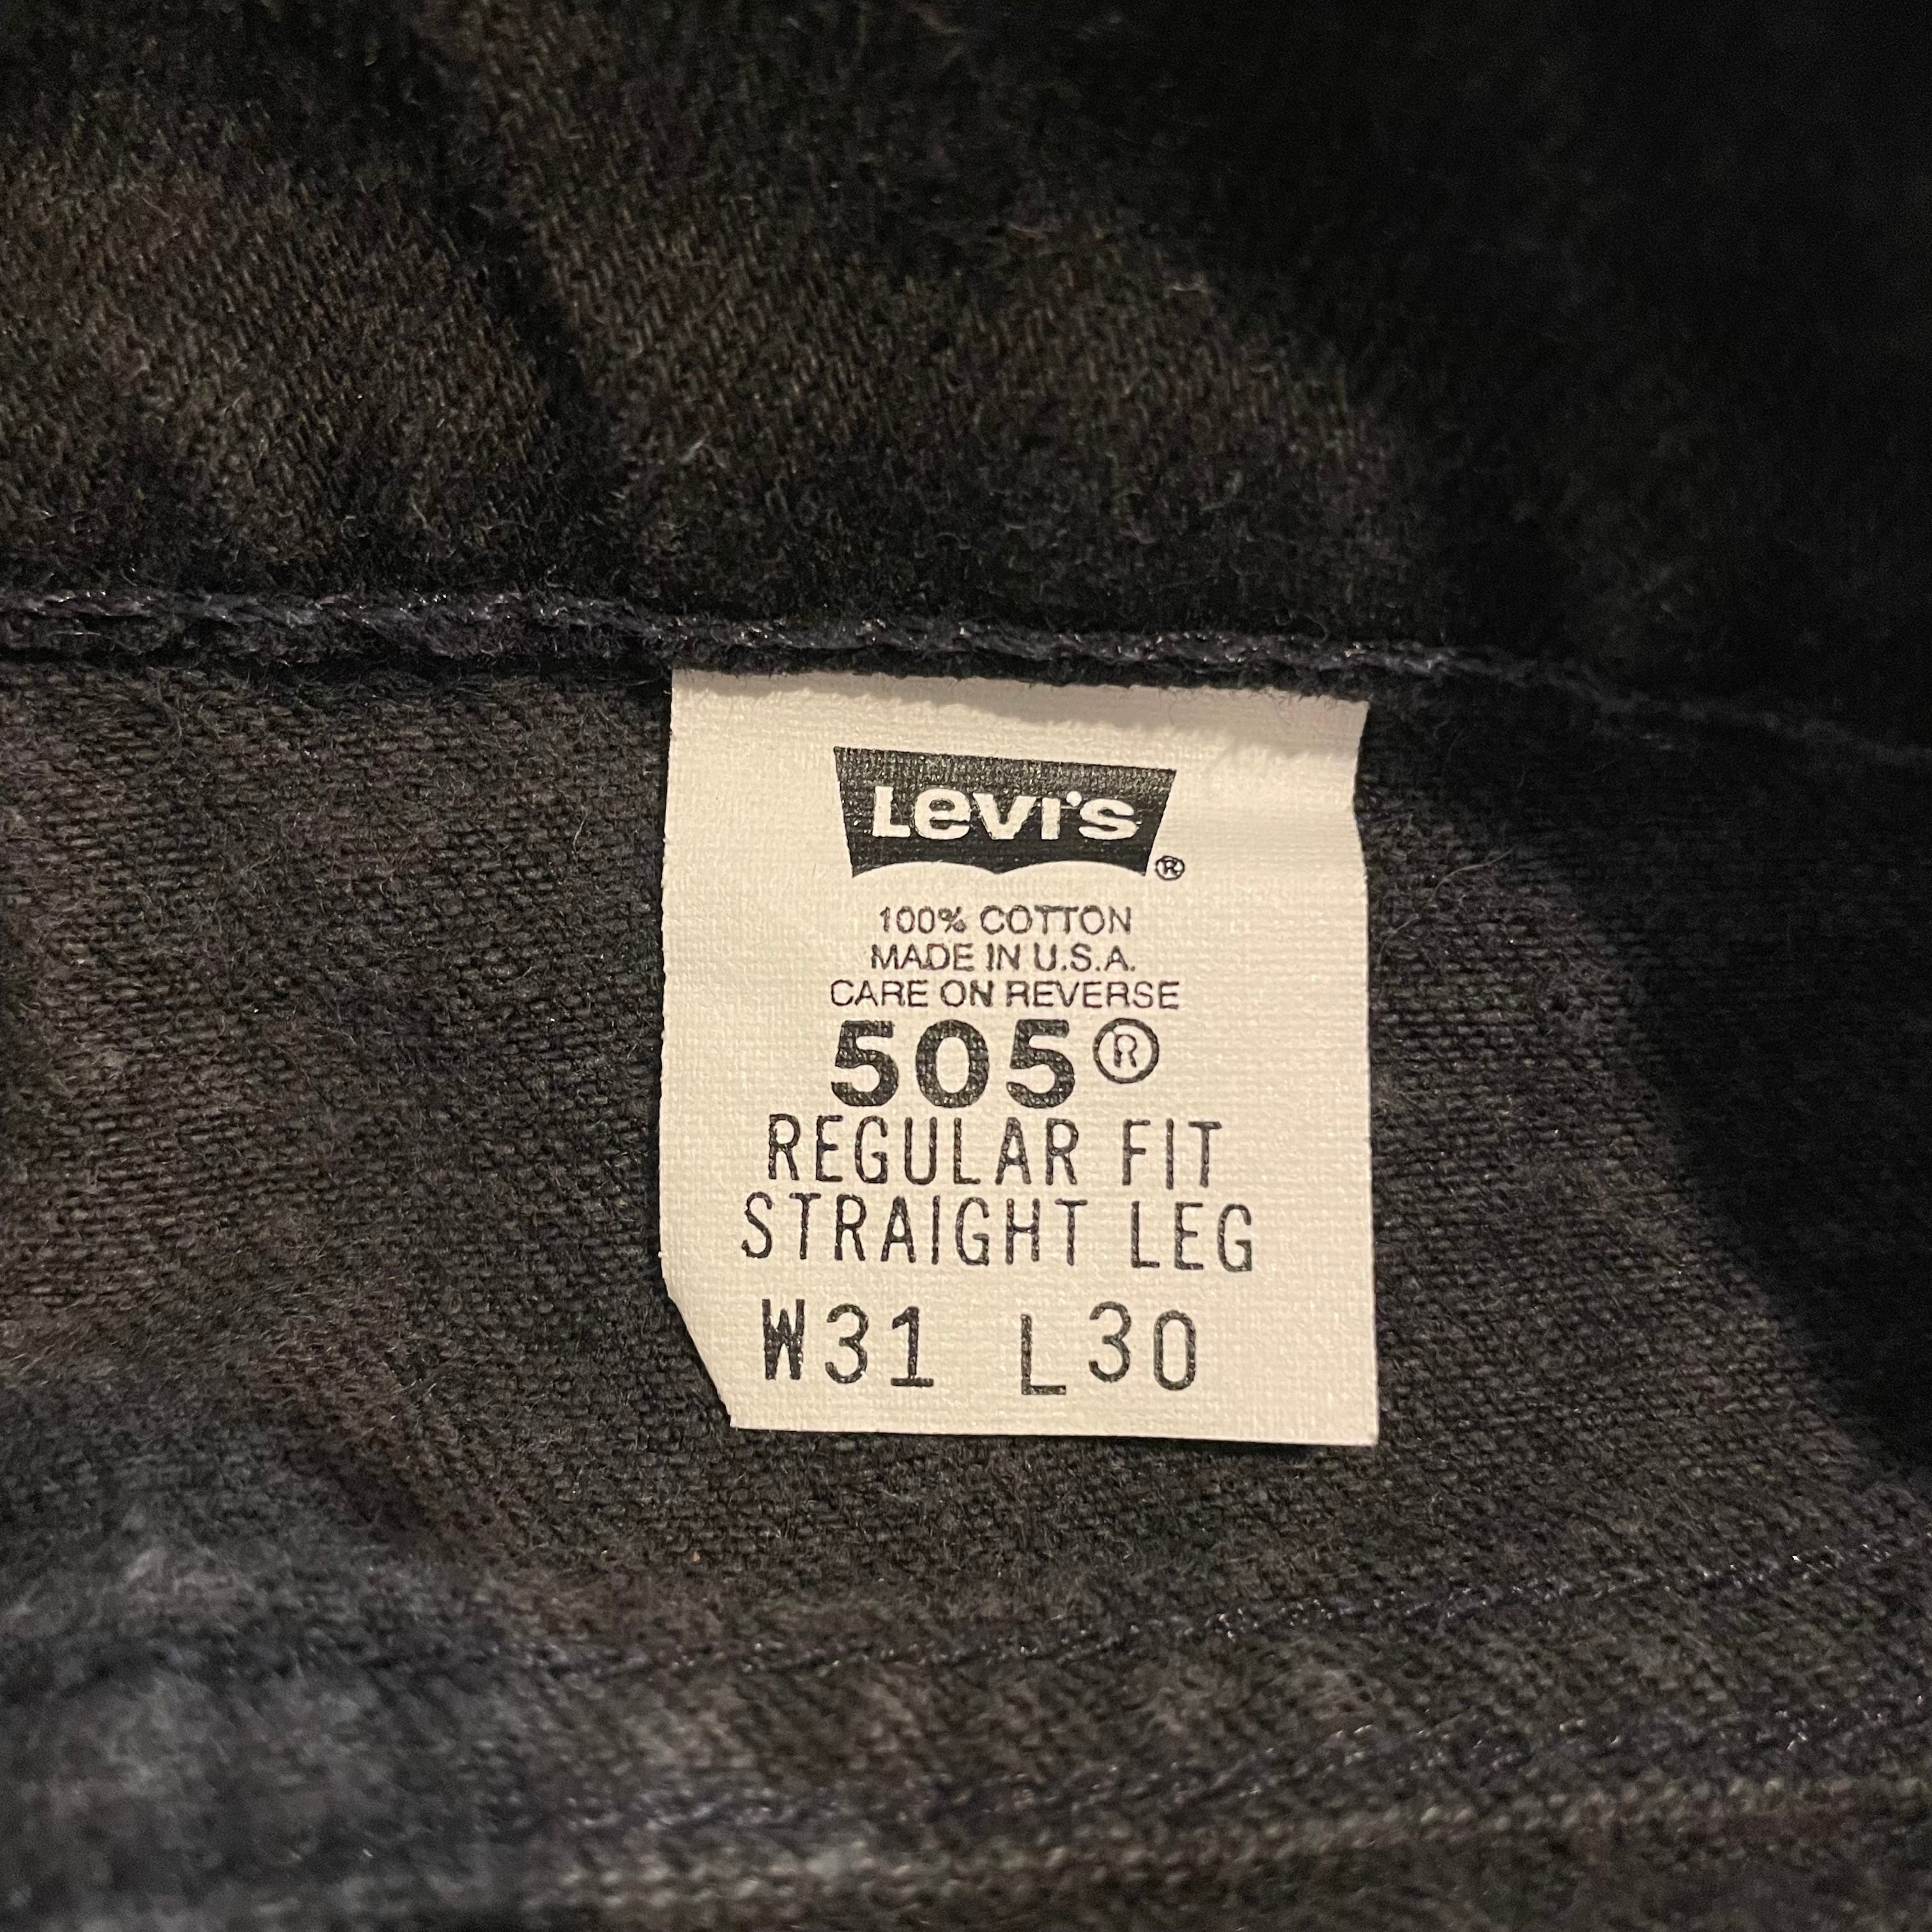 Levi's®
100% COTTON
MADE IN U.S.A.
CARE ON REVERSE
505®
REGULAR FIT
STRAIGHT LEG
W31 L30